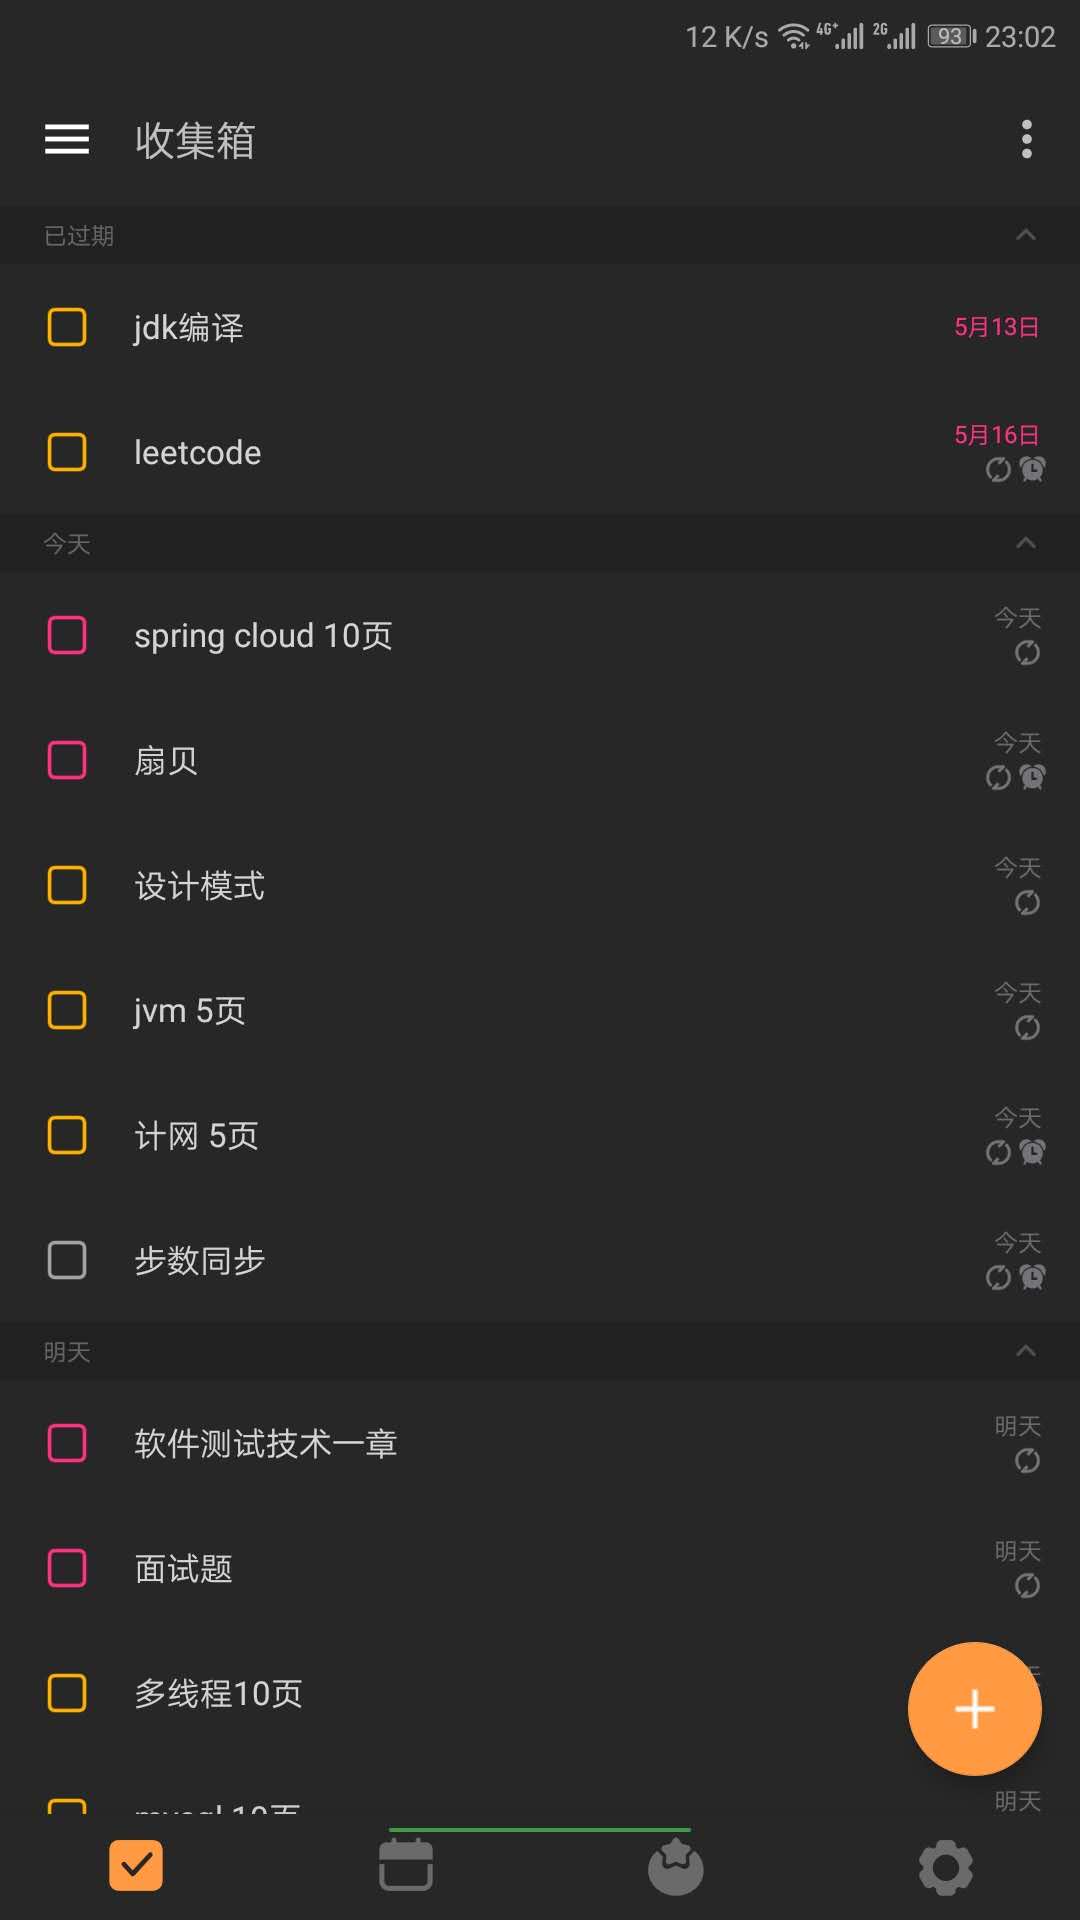 12 K/s 4G+ 2G 93 23:02
收集箱
已过期
jdk编译 5月13日
leetcode 5月16日
今天
spring cloud 10页 今天
扇贝 今天
设计模式 今天
jvm 5页 今天
计网 5页 今天
步数同步 今天
明天
软件测试技术一章 明天
面试题 明天
多线程10页
明天